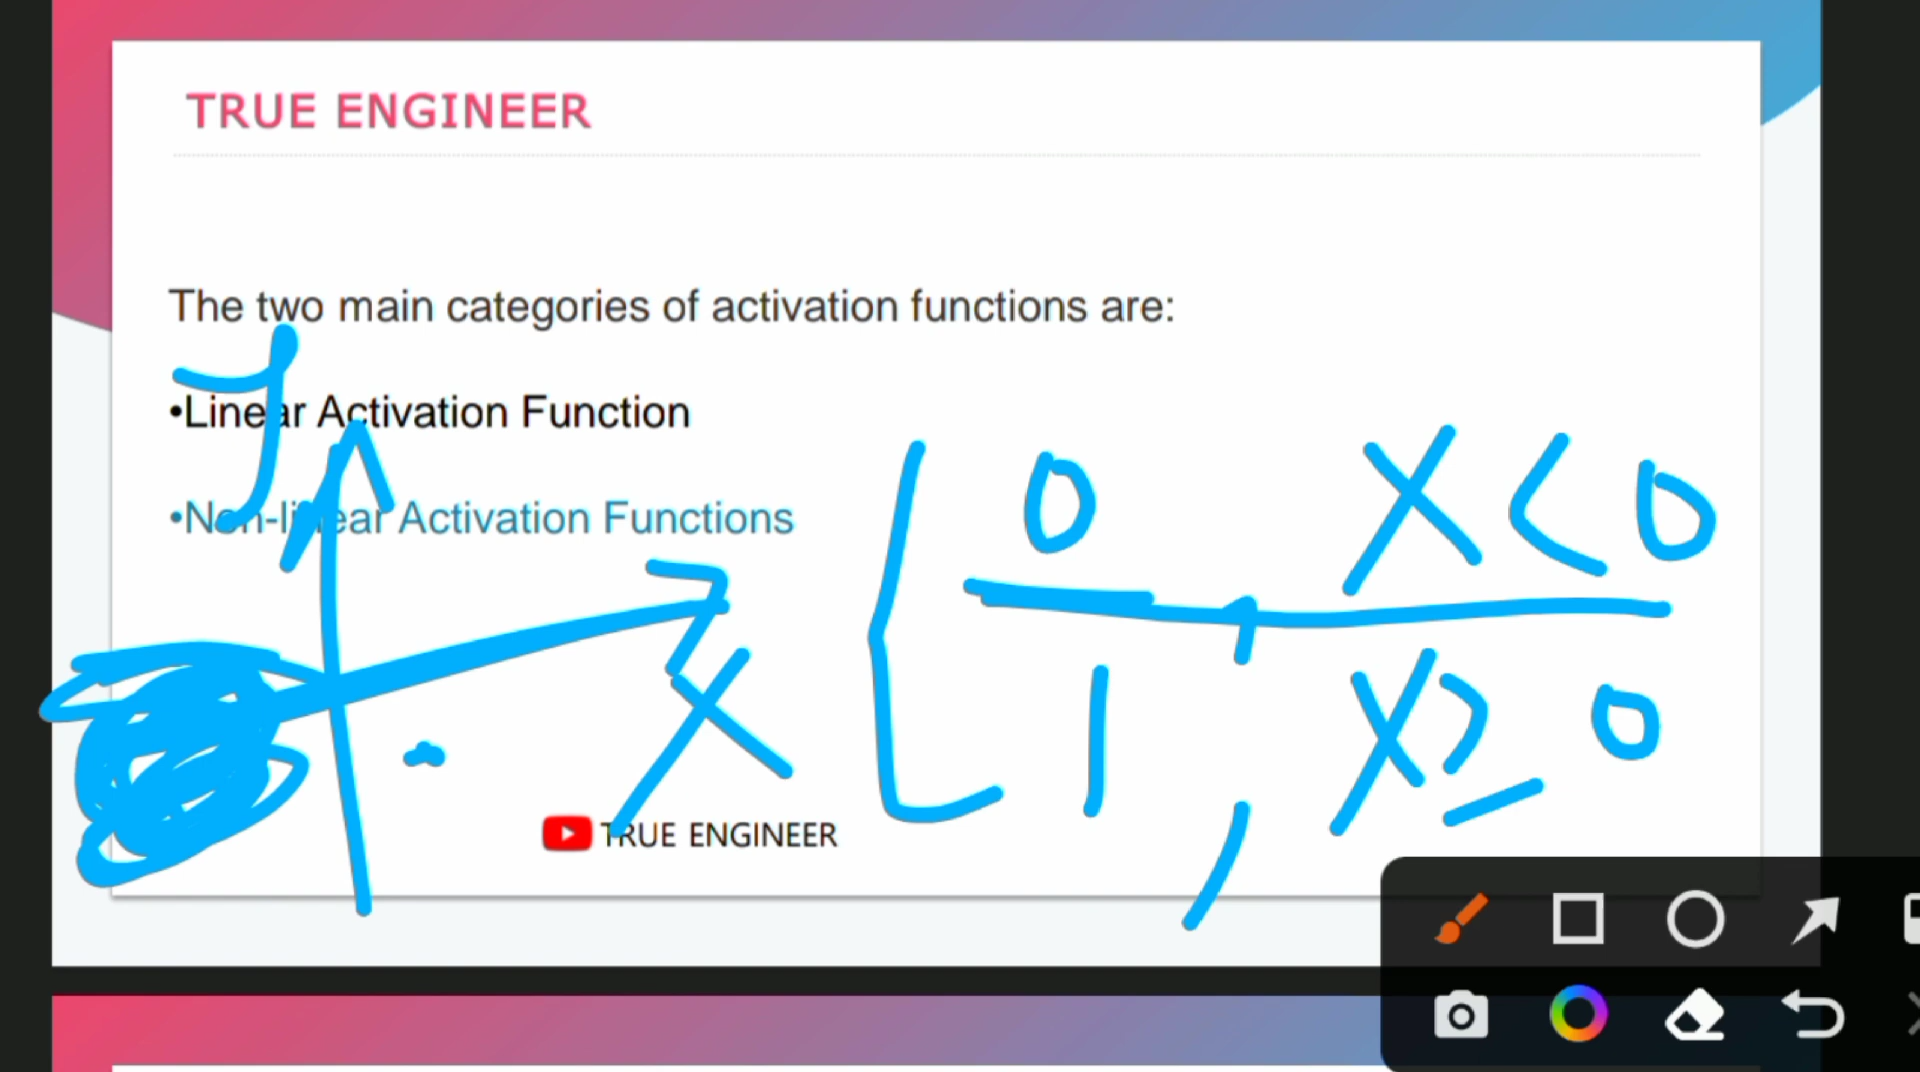 TRUE ENGINEER
The two main categories of activation functions are:
•Linear Activation Function
•Non-linear Activation Functions
y
x
0 , X<0
1 , X≥0
TRUE ENGINEER